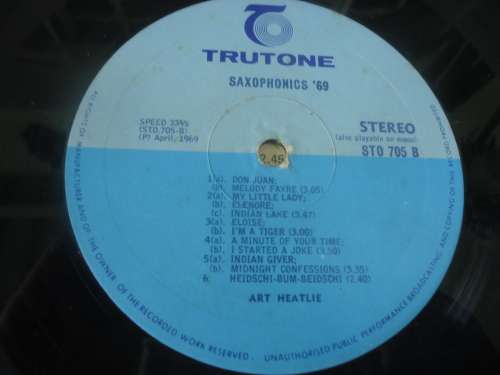 TRUTONE
SAXOPHONICS '69
SPEED 33⅓
(STO.705-B)
(P) April, 1969
STEREO
(also playable on mono)
STO 705 B
2.45
1(a). DON JUAN;
(b). MELODY FAYRE (3.05)
2(a). MY LITTLE LADY;
(b). ELENORE;
(c). INDIAN LAKE (3.47)
3(a). ELOISE;
(b). I'M A TIGER (3.00)
4(a). A MINUTE OF YOUR TIME;
(b). I STARTED A JOKE (3.50)
5(a). INDIAN GIVER;
(b). MIDNIGHT CONFESSIONS (3.35)
6. HEIDSCHI-BUM-BEIDSCHI (2.40)
ART HEATLIE
ALL RIGHTS OF MANUFACTURER AND OF THE OWNER OF THE RECORDED WORK RESERVED. UNAUTHORISED PUBLIC PERFORMANCE BROADCASTING AND COPYING OF THIS RECORD PROHIBITED